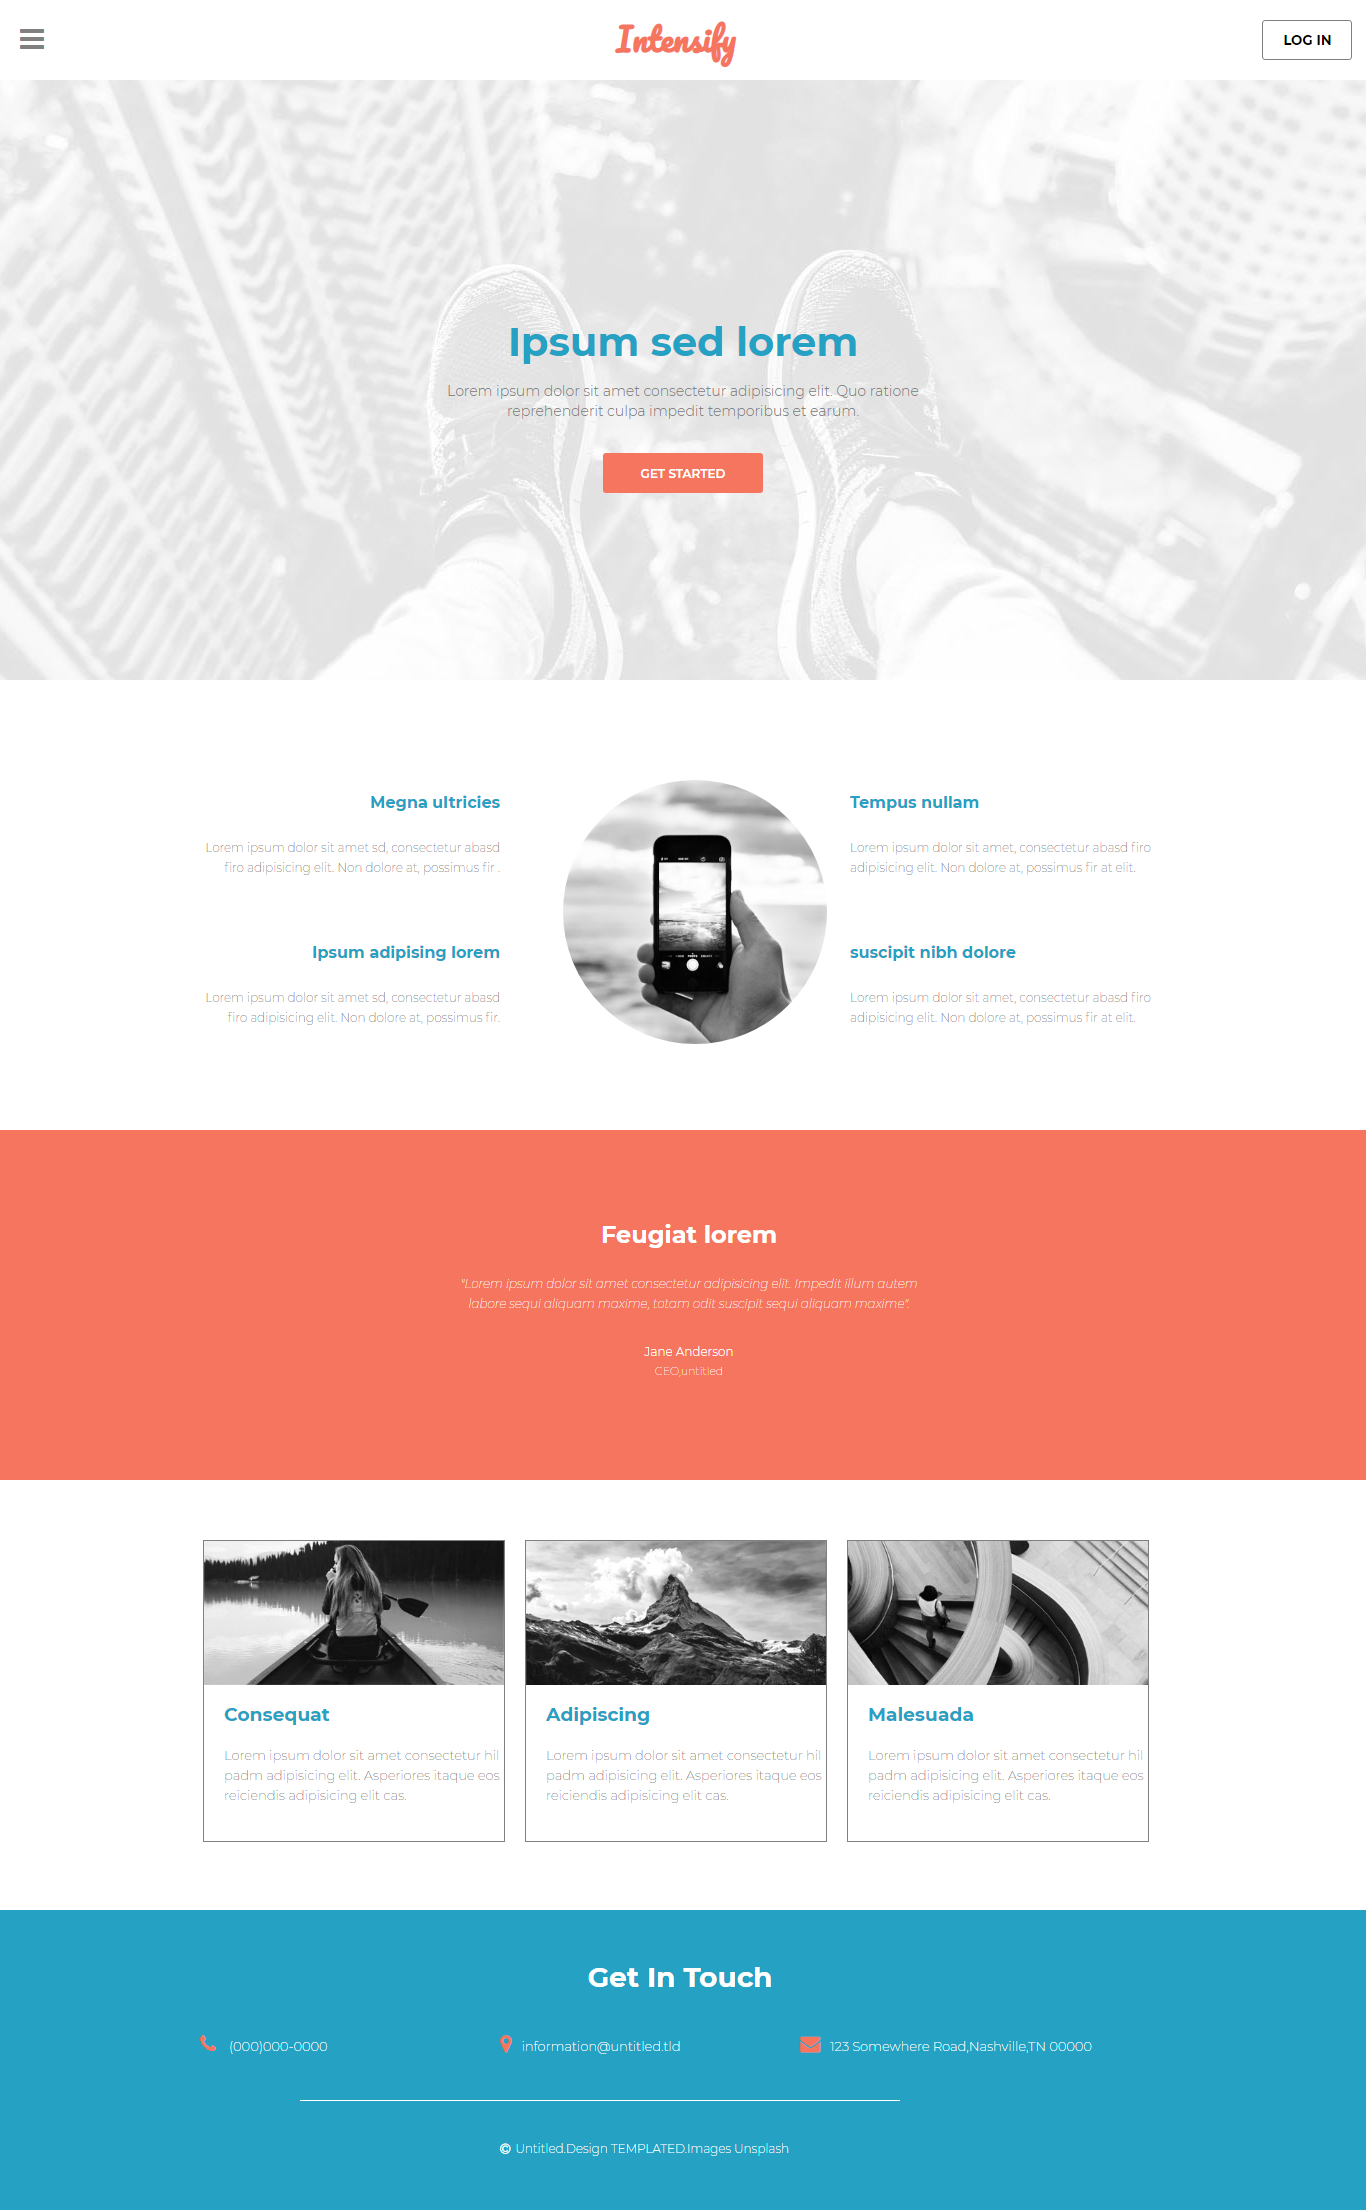 Intensify
LOG IN
Ipsum sed lorem
Lorem ipsum dolor sit amet consectetur adipisicing elit. Quo ratione
reprehenderit culpa impedit temporibus et earum.
GET STARTED
Megna ultricies
Lorem ipsum dolor sit amet sd, consectetur abasd
firo adipisicing elit. Non dolore at, possimus fir .
Ipsum adipising lorem
Lorem ipsum dolor sit amet sd, consectetur abasd
firo adipisicing elit. Non dolore at, possimus fir.
Tempus nullam
Lorem ipsum dolor sit amet, consectetur abasd firo
adipisicing elit. Non dolore at, possimus fir at elit.
suscipit nibh dolore
Lorem ipsum dolor sit amet, consectetur abasd firo
adipisicing elit. Non dolore at, possimus fir at elit.
Feugiat lorem
"Lorem ipsum dolor sit amet consectetur adipisicing elit. Impedit illum autem
labore sequi aliquam maxime, totam odit suscipit sequi aliquam maxime".
Jane Anderson
CEO,untitled
Consequat
Lorem ipsum dolor sit amet consectetur hil
padm adipisicing elit. Asperiores itaque eos
reiciendis adipisicing elit cas.
Adipiscing
Lorem ipsum dolor sit amet consectetur hil
padm adipisicing elit. Asperiores itaque eos
reiciendis adipisicing elit cas.
Malesuada
Lorem ipsum dolor sit amet consectetur hil
padm adipisicing elit. Asperiores itaque eos
reiciendis adipisicing elit cas.
Get In Touch
(000)000-0000
information@untitled.tld
123 Somewhere Road,Nashville,TN 00000
© Untitled.Design TEMPLATED.Images Unsplash